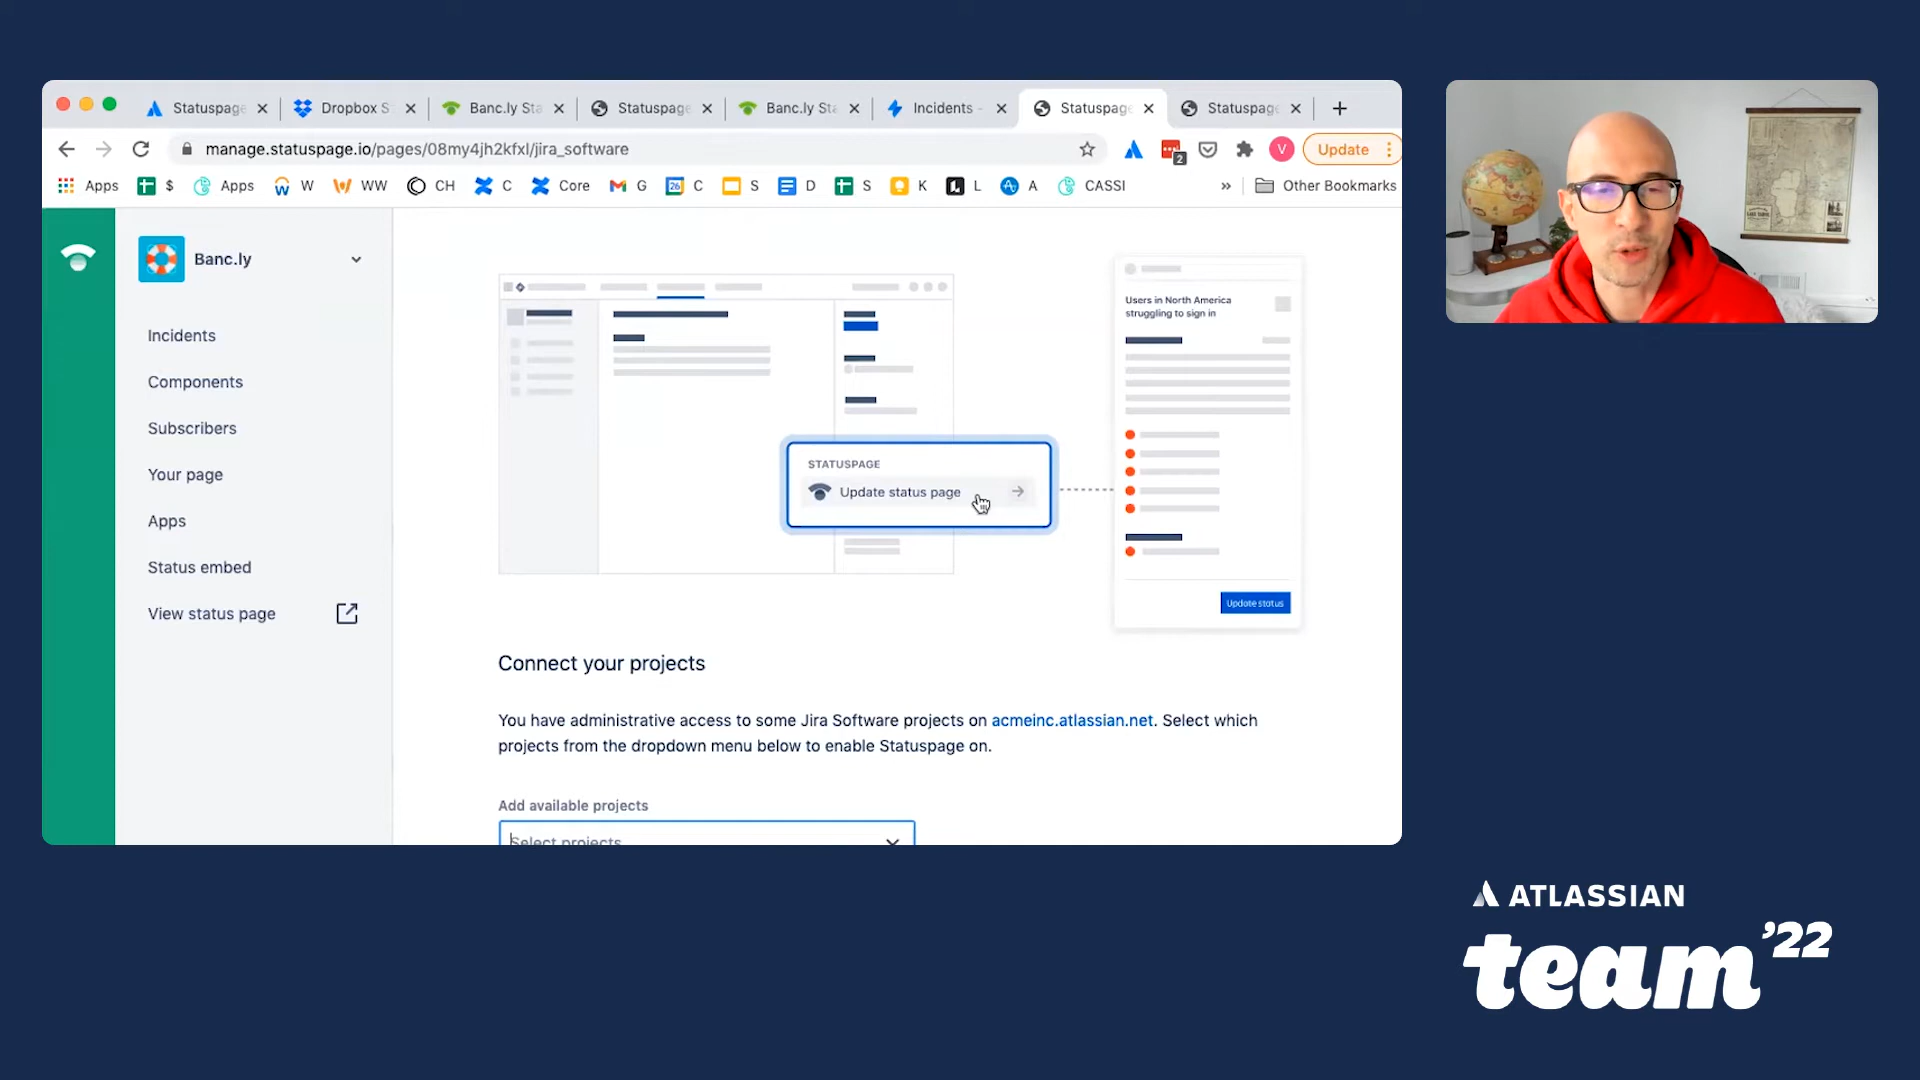 Statuspage
Dropbox S
Banc.ly Sta
Statuspage
Banc.ly Sta
Incidents -
Statuspage
Statuspage
manage.statuspage.io/pages/08my4jh2kfxl/jira_software
2
V
Update
Apps
$
Apps
W
WW
CH
C
Core
G
26
C
S
D
S
K
L
A
CASSI
»
Other Bookmarks
Banc.ly
Incidents
Components
Subscribers
Your page
Apps
Status embed
View status page
STATUSPAGE
Update status page
Users in North America
struggling to sign in
Update status
Connect your projects
You have administrative access to some Jira Software projects on acmeinc.atlassian.net. Select which
projects from the dropdown menu below to enable Statuspage on.
Add available projects
Select projects
ATLASSIAN
team '22